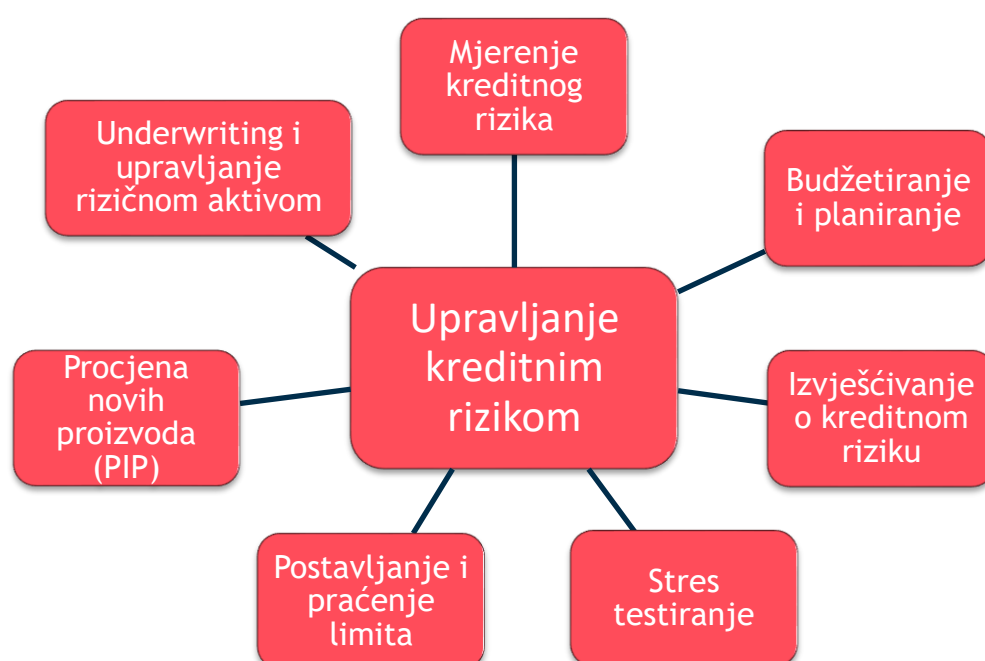 Mjerenje
kreditnog
rizika
Underwriting i
upravljanje
rizičnom aktivom
Budžetiranje
i planiranje
Upravljanje
kreditnim
rizikom
Procjena
novih
proizvoda
(PIP)
Izvješćivanje
o kreditnom
riziku
Postavljanje i
praćenje
limita
Stres
testiranje